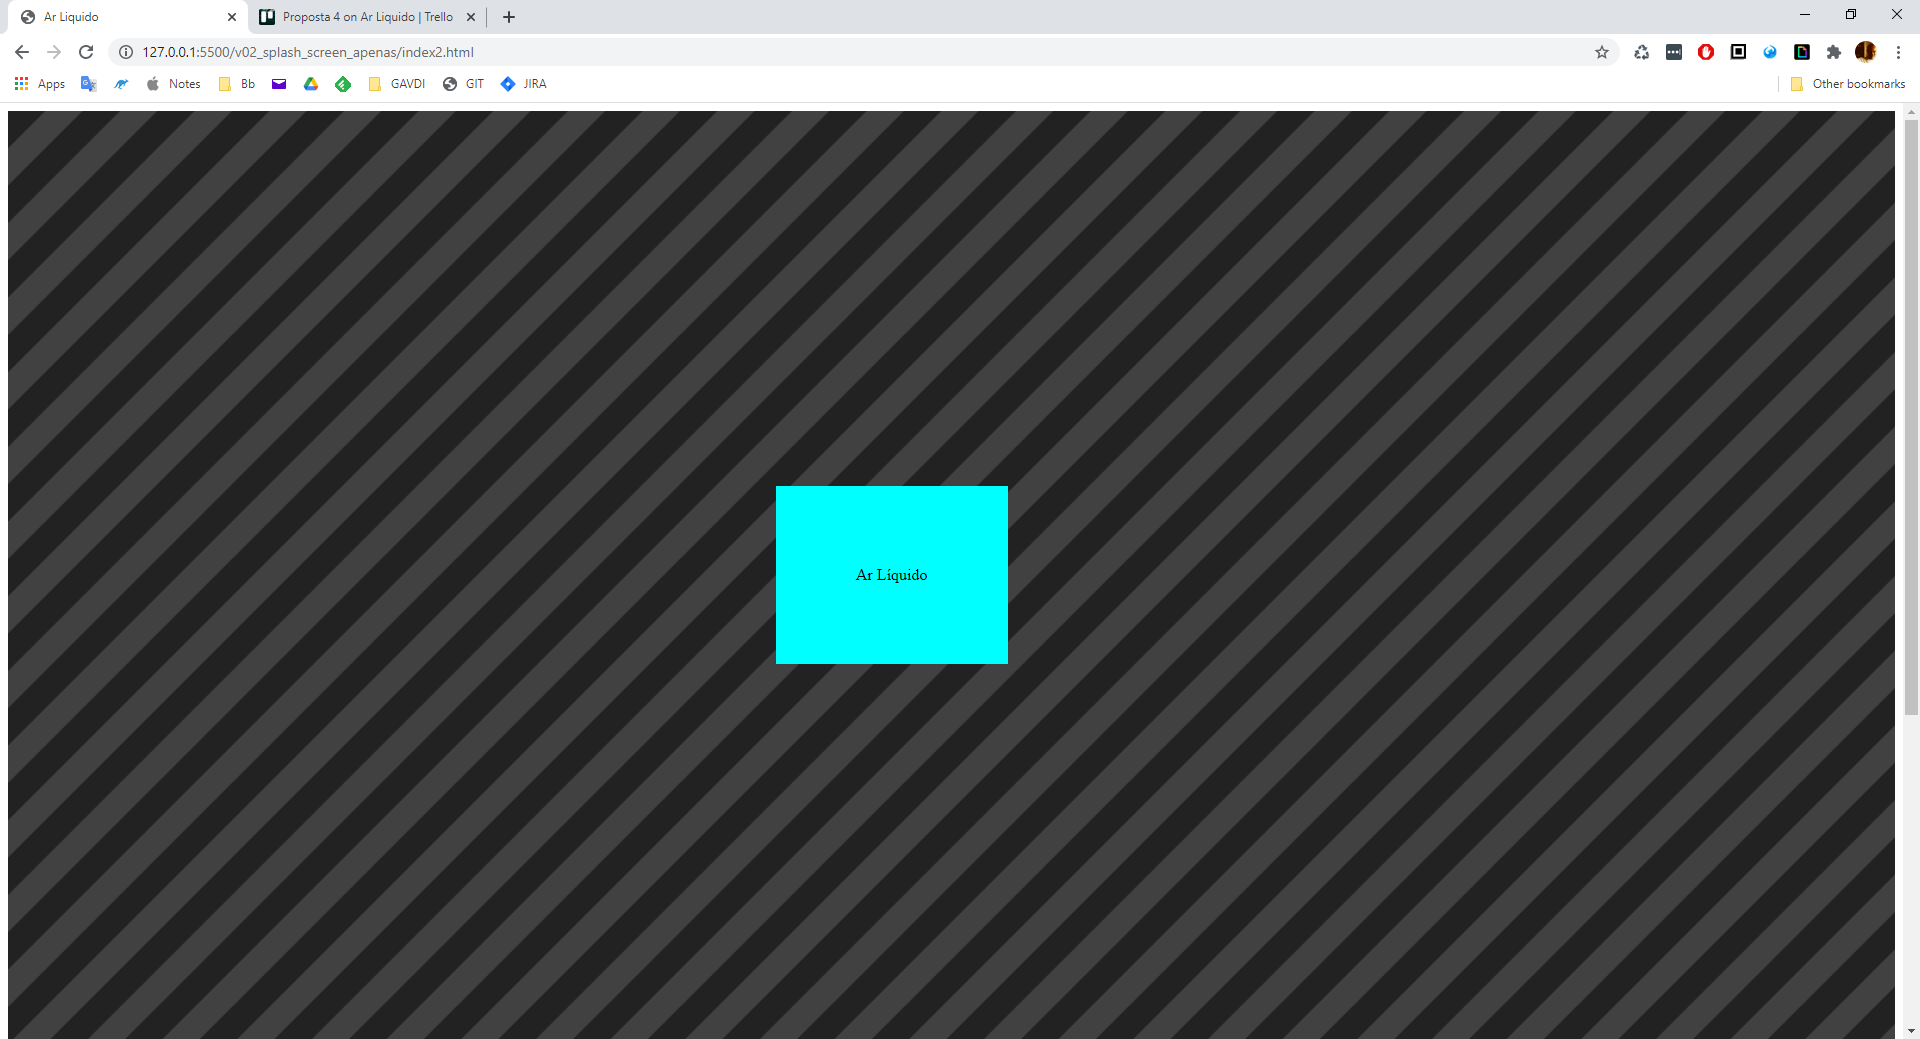 Ar Liquido
Proposta 4 on Ar Liquido | Trello
127.0.0.1:5500/v02_splash_screen_apenas/index2.html
Apps Notes Bb GAVDI GIT JIRA Other bookmarks
Ar Líquido